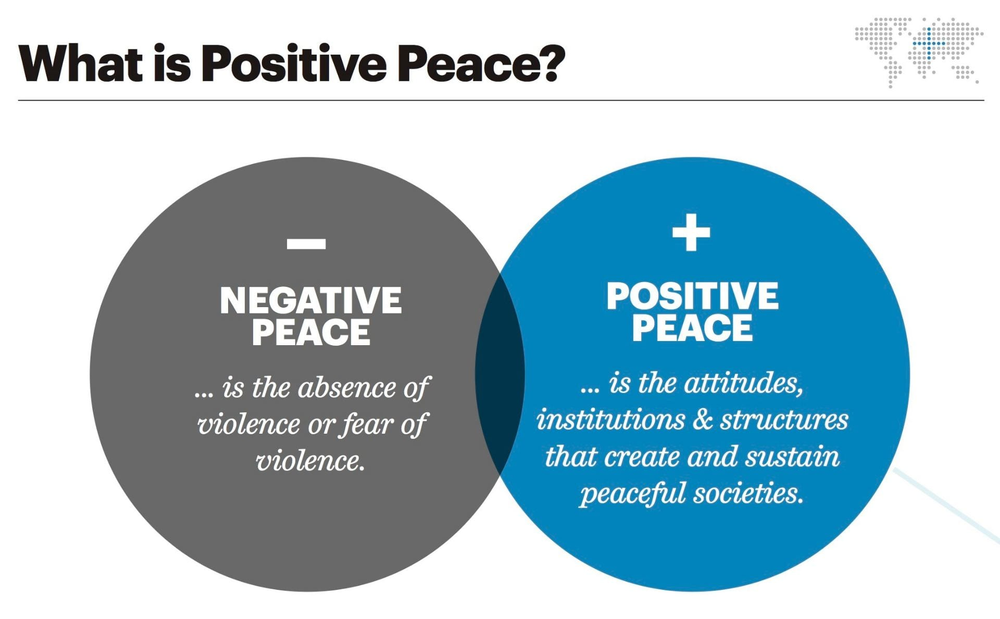 What is Positive Peace?
–
NEGATIVE
PEACE
... is the absence of
violence or fear of
violence.
+
POSITIVE
PEACE
... is the attitudes,
institutions & structures
that create and sustain
peaceful societies.